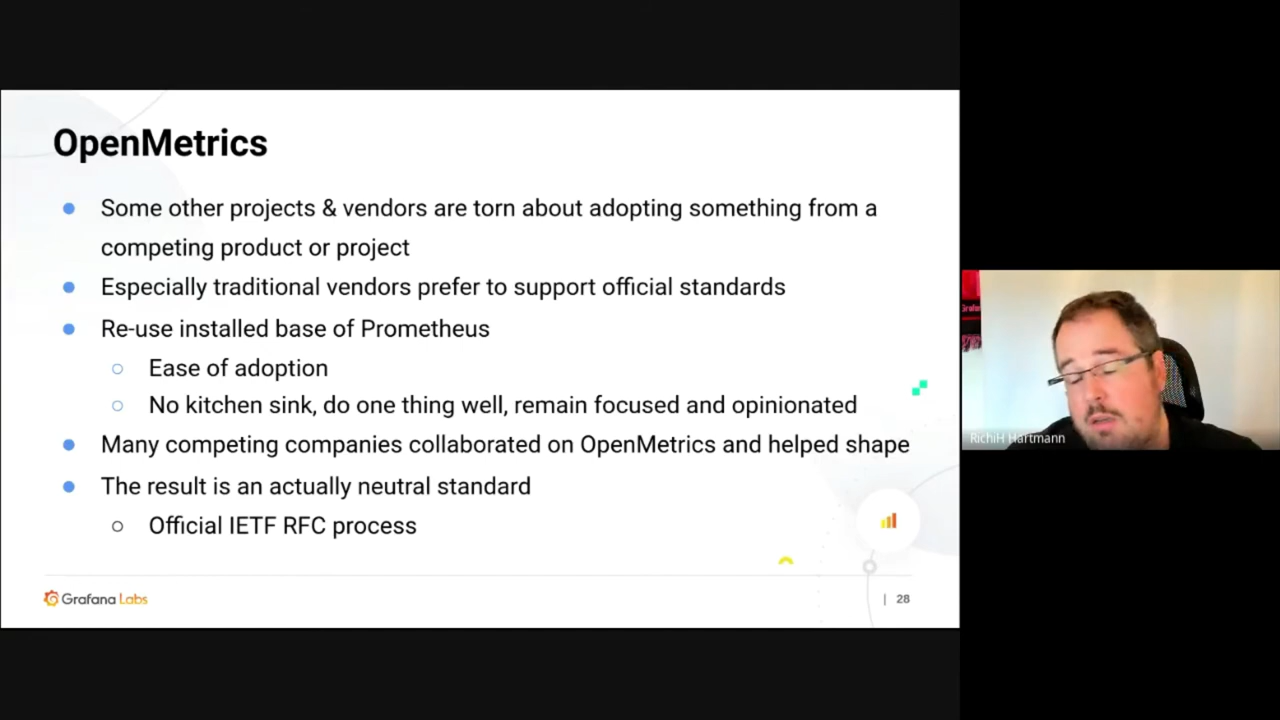 OpenMetrics
Some other projects & vendors are torn about adopting something from a
competing product or project
Especially traditional vendors prefer to support official standards
Re-use installed base of Prometheus
Ease of adoption
No kitchen sink, do one thing well, remain focused and opinionated
Many competing companies collaborated on OpenMetrics and helped shape
The result is an actually neutral standard
Official IETF RFC process
Grafana Labs
| 28
Grafa
RichiH Hartmann